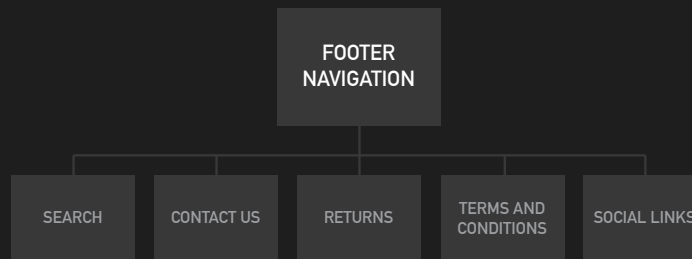 FOOTER
NAVIGATION
SEARCH
CONTACT US
RETURNS
TERMS AND
CONDITIONS
SOCIAL LINKS